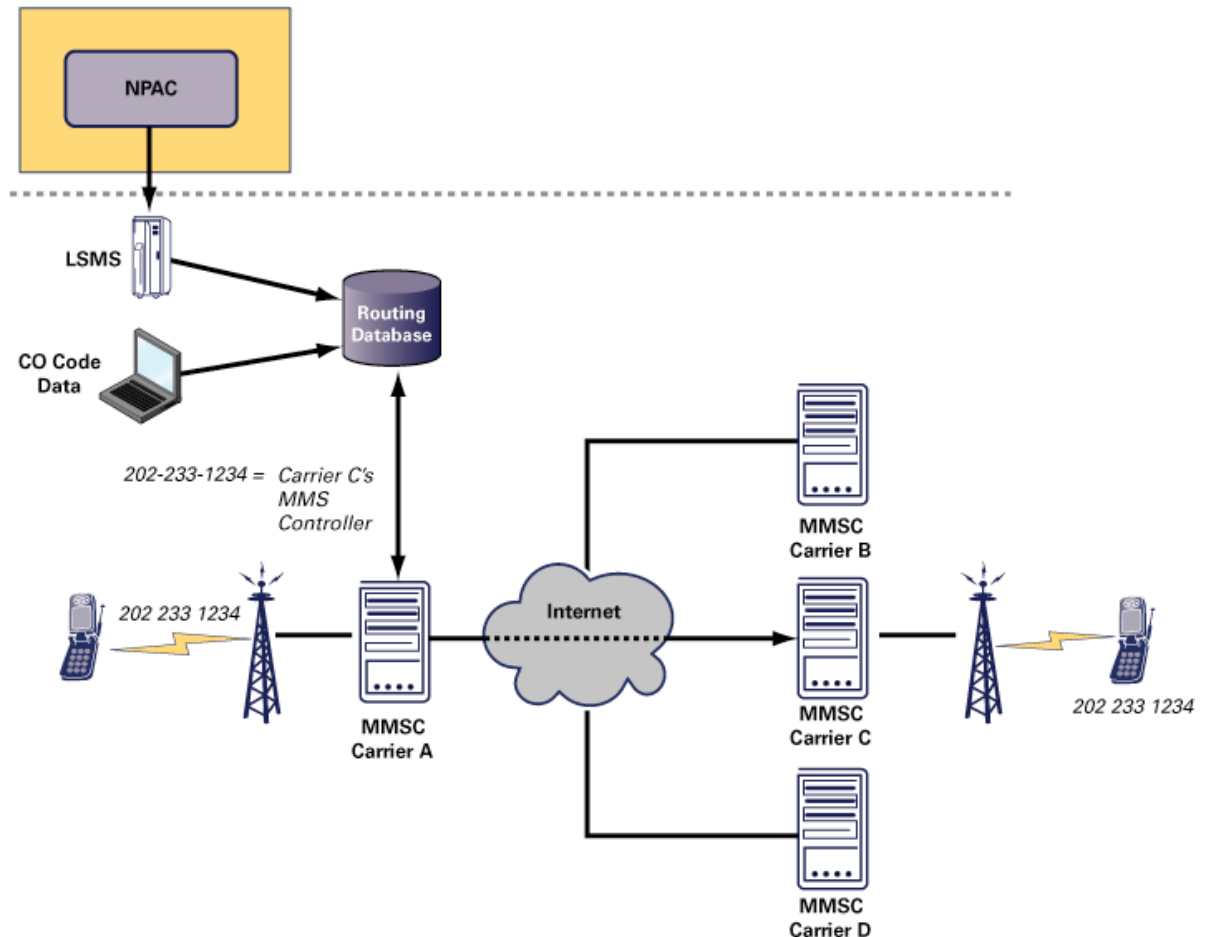 NPAC
LSMS
Routing
Database
CO Code
Data
202-233-1234 = Carrier C's
MMS
Controller
MMSC
Carrier B
202 233 1234
Internet
MMSC
Carrier A
MMSC
Carrier C
202 233 1234
MMSC
Carrier D